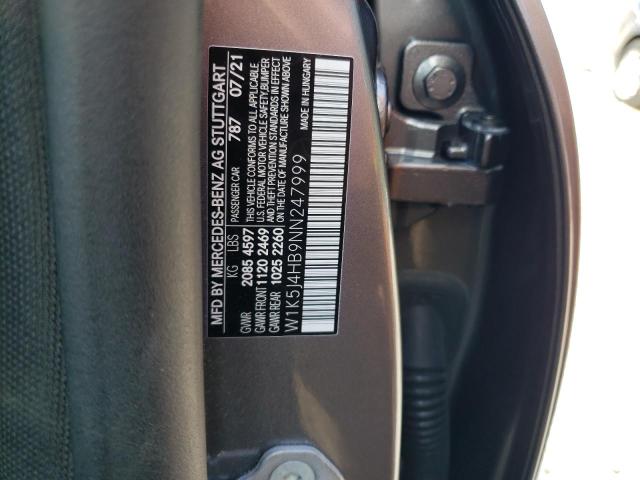 MFD BY MERCEDES-BENZ AG STUTTGART
PASSENGER CAR 787 07/21
KG LBS
GVWR 2085 4597
GAWR FRONT 1120 2469
GAWR REAR 1025 2260
THIS VEHICLE CONFORMS TO ALL APPLICABLE
U.S. FEDERAL MOTOR VEHICLE SAFETY, BUMPER
AND THEFT PREVENTION STANDARDS IN EFFECT
ON THE DATE OF MANUFACTURE SHOWN ABOVE
MADE IN HUNGARY
W1K5J4HB9NN247999